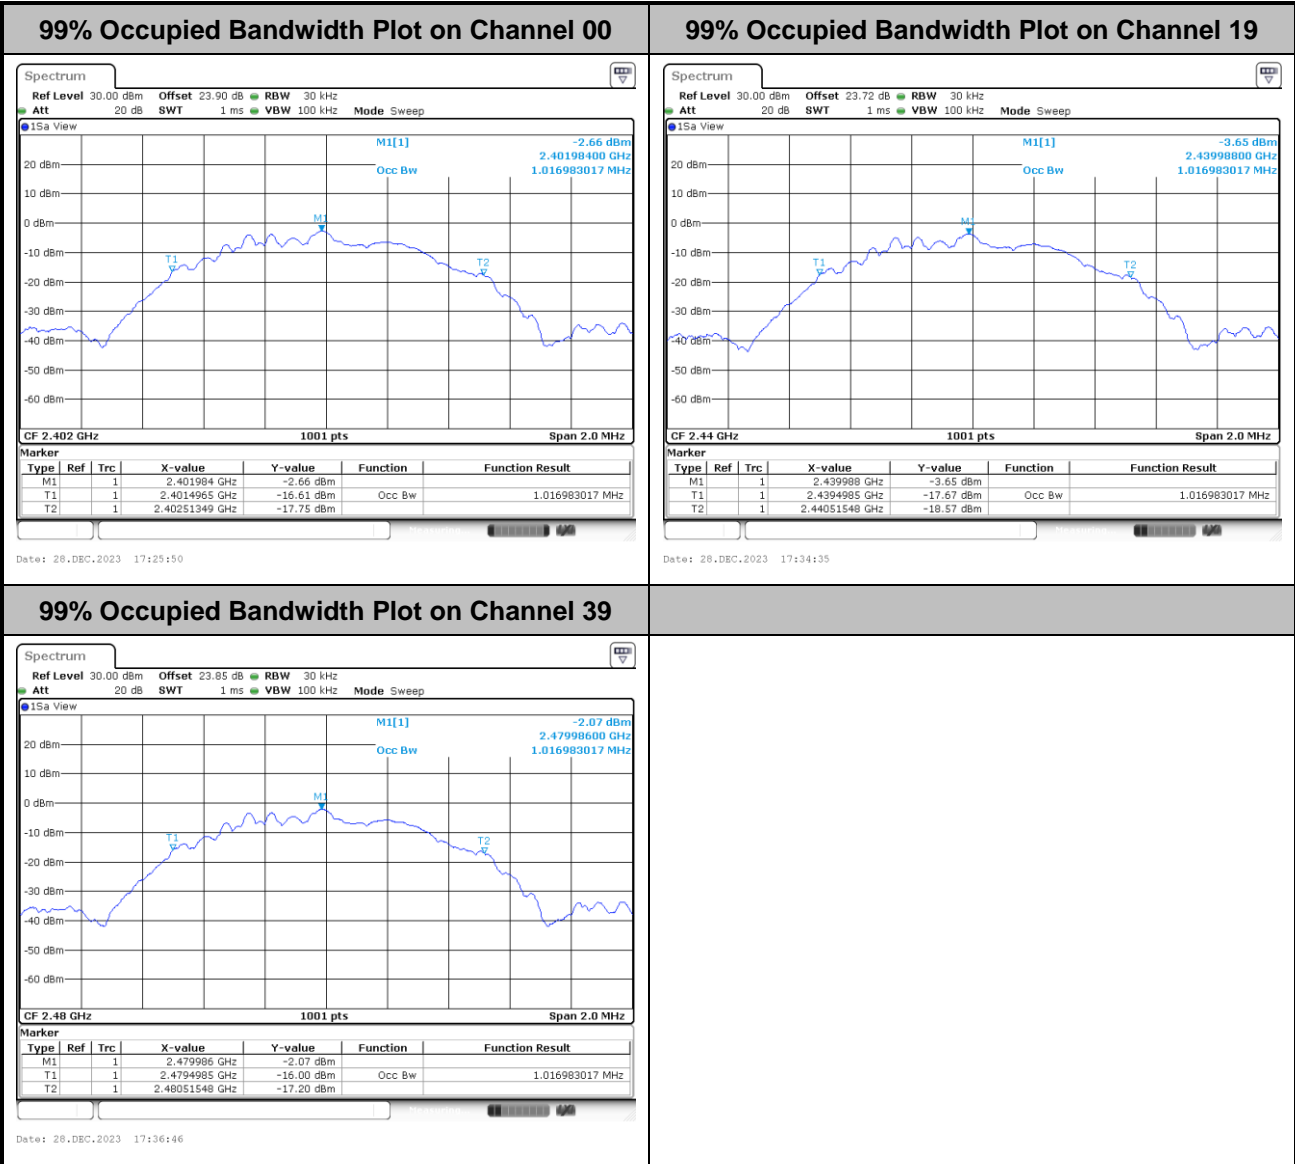 99% Occupied Bandwidth Plot on Channel 00
Spectrum
Ref Level 30.00 dBm Offset 23.90 dB RBW 30 kHz
Att 20 dB SWT 1 ms VBW 100 kHz Mode Sweep
1Sa View
M1[1] -2.66 dBm
2.40198400 GHz
20 dBm
Occ Bw 1.016983017 MHz
10 dBm
M1
0 dBm
-10 dBm
T1
T2
-20 dBm
-30 dBm
-40 dBm
-50 dBm
-60 dBm
CF 2.402 GHz 1001 pts Span 2.0 MHz
Marker
Type Ref Trc X-value Y-value Function Function Result
M1 1 2.401984 GHz -2.66 dBm
T1 1 2.4014965 GHz -16.61 dBm Occ Bw 1.016983017 MHz
T2 1 2.40251349 GHz -17.75 dBm
Date: 28.DEC.2023 17:25:50
99% Occupied Bandwidth Plot on Channel 19
Spectrum
Ref Level 30.00 dBm Offset 23.72 dB RBW 30 kHz
Att 20 dB SWT 1 ms VBW 100 kHz Mode Sweep
1Sa View
M1[1] -3.65 dBm
2.43998800 GHz
20 dBm
Occ Bw 1.016983017 MHz
10 dBm
0 dBm
M1
-10 dBm
T1
T2
-20 dBm
-30 dBm
-40 dBm
-50 dBm
-60 dBm
CF 2.44 GHz 1001 pts Span 2.0 MHz
Marker
Type Ref Trc X-value Y-value Function Function Result
M1 1 2.439988 GHz -3.65 dBm
T1 1 2.4394985 GHz -17.67 dBm Occ Bw 1.016983017 MHz
T2 1 2.44051548 GHz -18.57 dBm
Date: 28.DEC.2023 17:34:35
99% Occupied Bandwidth Plot on Channel 39
Spectrum
Ref Level 30.00 dBm Offset 23.85 dB RBW 30 kHz
Att 20 dB SWT 1 ms VBW 100 kHz Mode Sweep
1Sa View
M1[1] -2.07 dBm
2.47998600 GHz
20 dBm
Occ Bw 1.016983017 MHz
10 dBm
M1
0 dBm
-10 dBm
T1
T2
-20 dBm
-30 dBm
-40 dBm
-50 dBm
-60 dBm
CF 2.48 GHz 1001 pts Span 2.0 MHz
Marker
Type Ref Trc X-value Y-value Function Function Result
M1 1 2.479986 GHz -2.07 dBm
T1 1 2.4794985 GHz -16.00 dBm Occ Bw 1.016983017 MHz
T2 1 2.48051548 GHz -17.20 dBm
Date: 28.DEC.2023 17:36:46